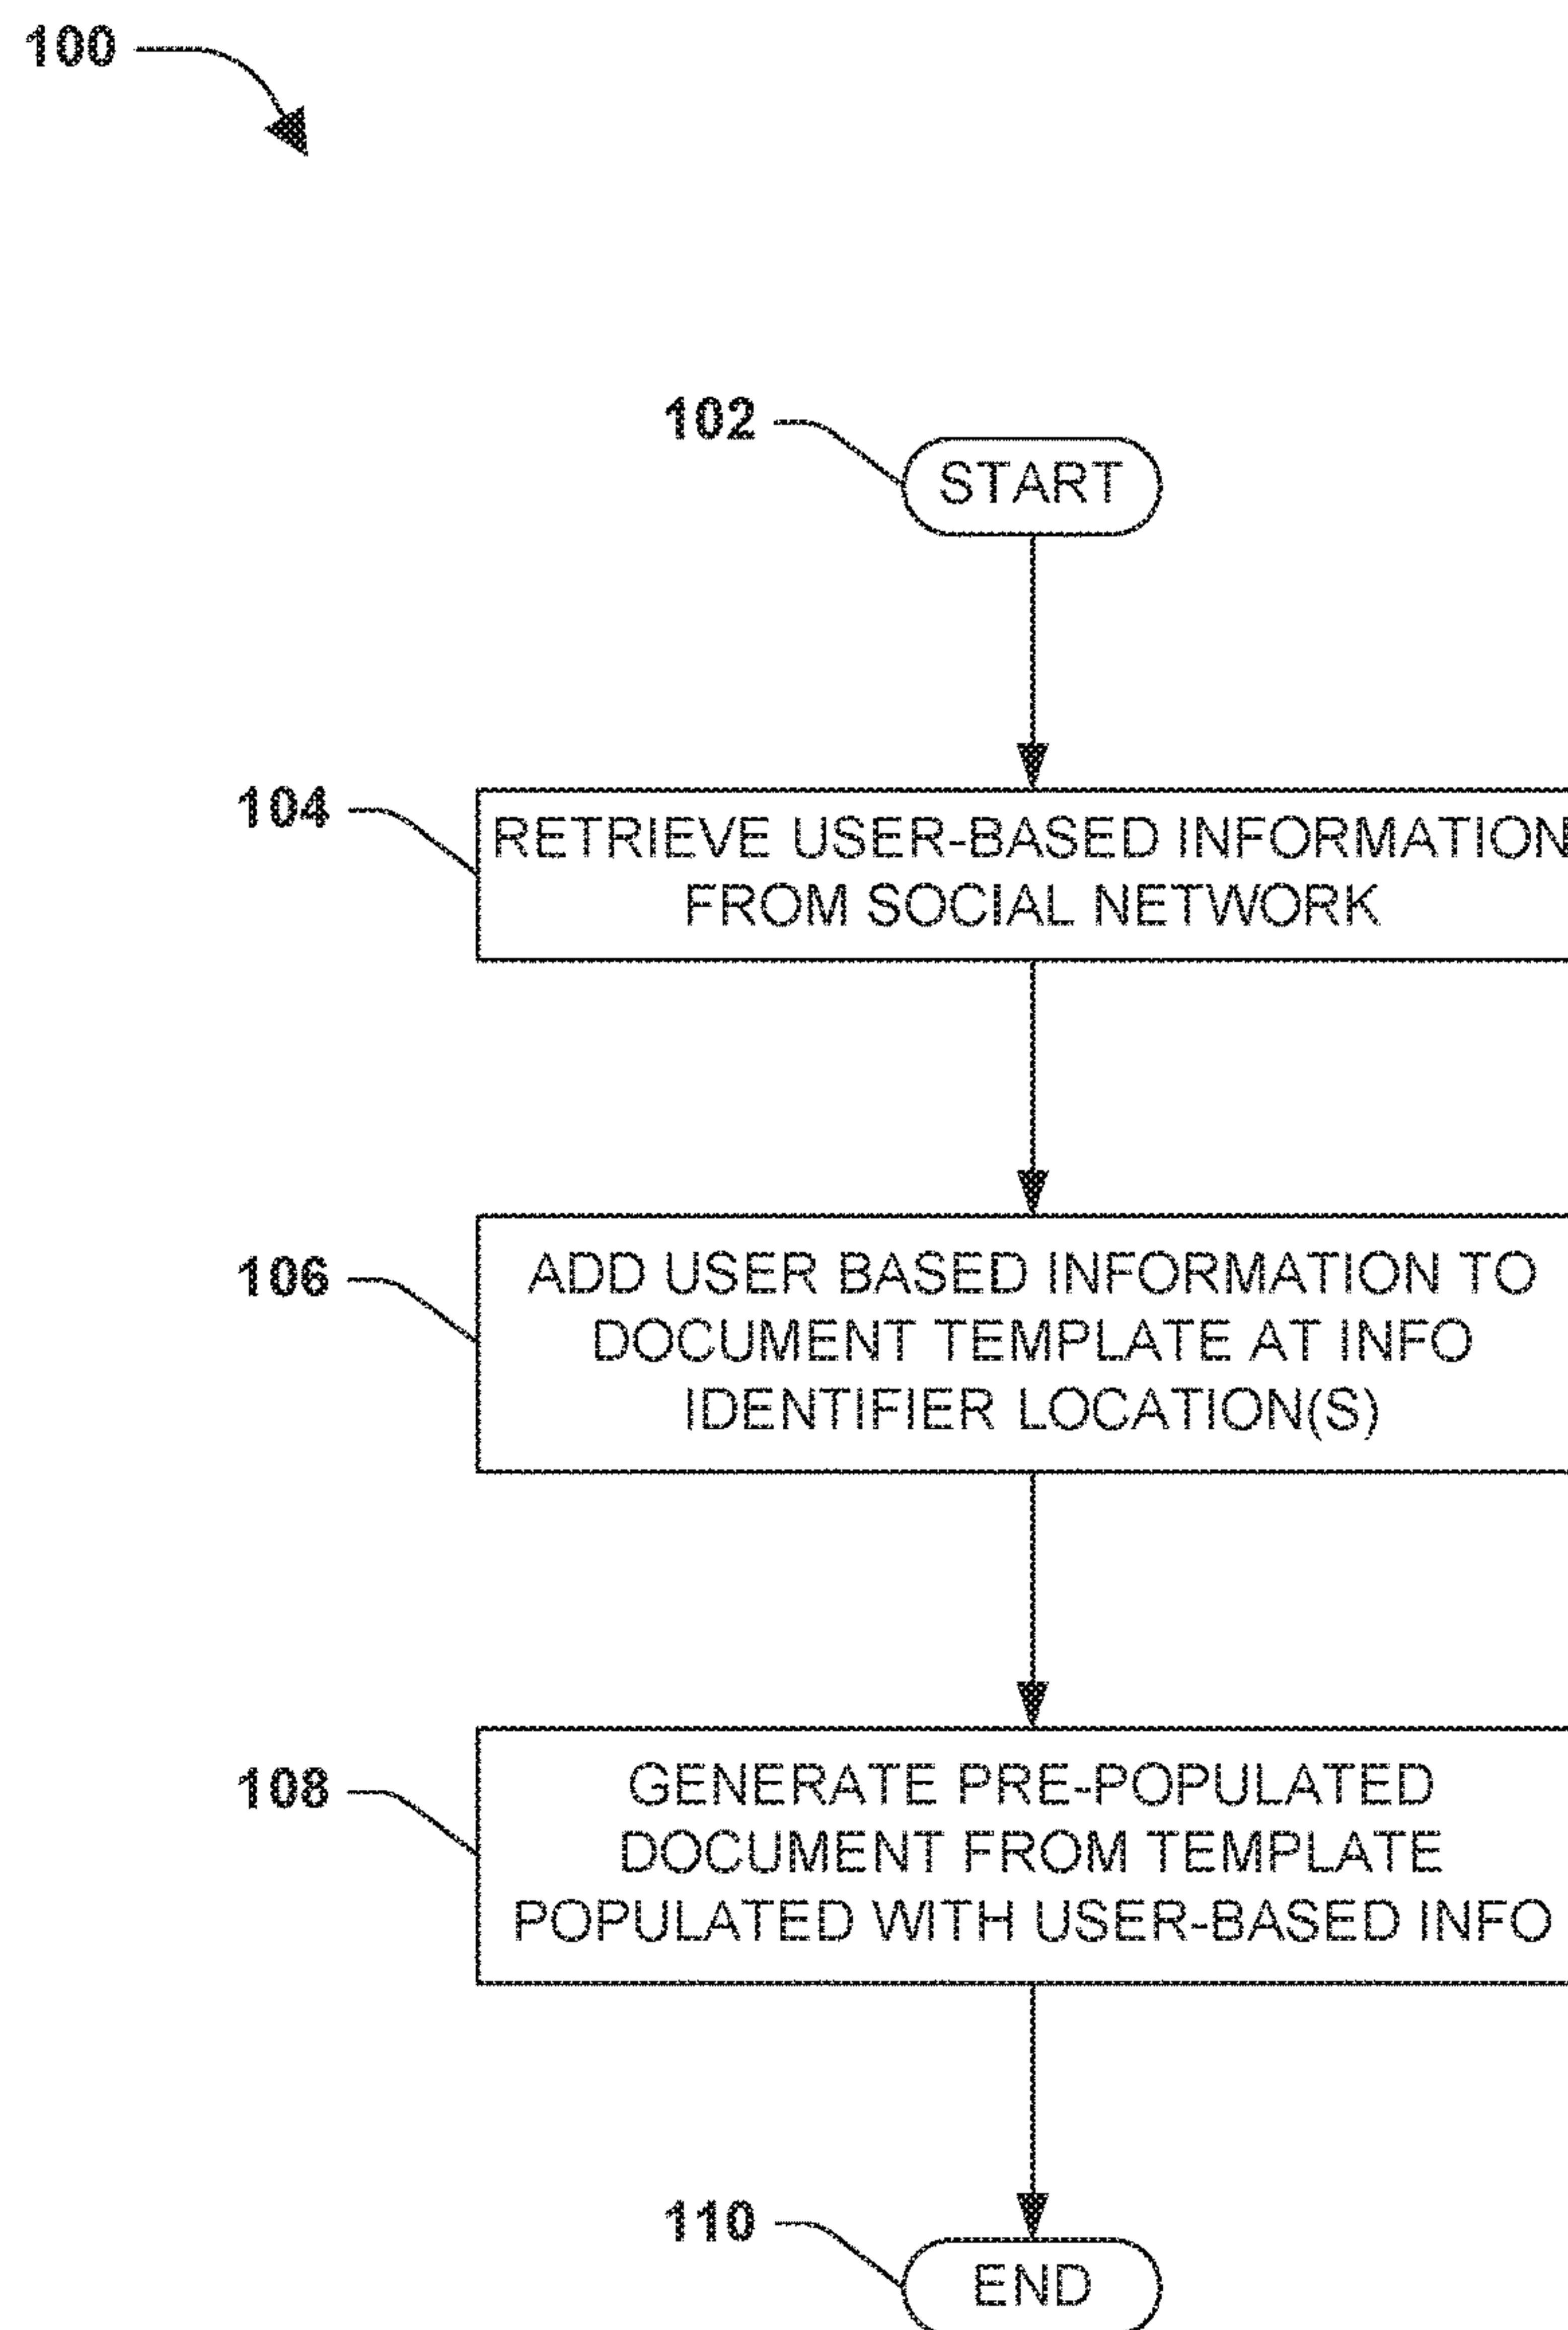 100
102
START
104
RETRIEVE USER-BASED INFORMATION
FROM SOCIAL NETWORK
106
ADD USER BASED INFORMATION TO
DOCUMENT TEMPLATE AT INFO
IDENTIFIER LOCATION(S)
108
GENERATE PRE-POPULATED
DOCUMENT FROM TEMPLATE
POPULATED WITH USER-BASED INFO
110
END